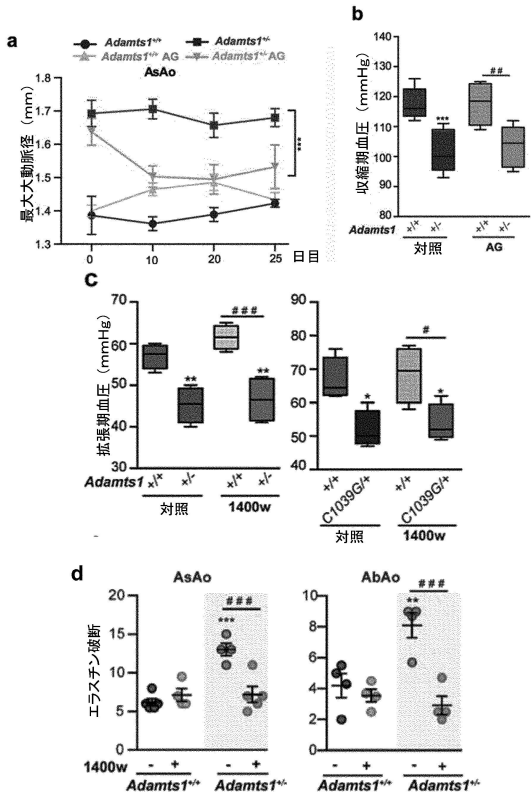 a
Adamts1+/+
Adamts1+/-
Adamts1+/+ AG
Adamts1+/- AG
AsAo
最大大動脈径(mm)
1.8
1.7
1.6
1.5
1.4
1.3
0
10
20
25
日目
***
b
収縮期血圧(mmHg)
140
120
100
80
##
***
Adamts1
+/+
+/-
+/+
+/-
対照
AG
c
拡張期血圧(mmHg)
70
60
50
40
30
###
**
**
Adamts1
+/+
+/-
+/+
+/-
対照
1400w
90
80
70
60
50
40
#
*
*
+/+
C1039G/+
+/+
C1039G/+
対照
1400w
d
AsAo
エラスチン破断
20
15
10
5
0
###
***
1400w
- + - +
Adamts1+/+
Adamts1+/-
AbAo
10
8
6
4
2
0
###
**
- + - +
Adamts1+/+
Adamts1+/-